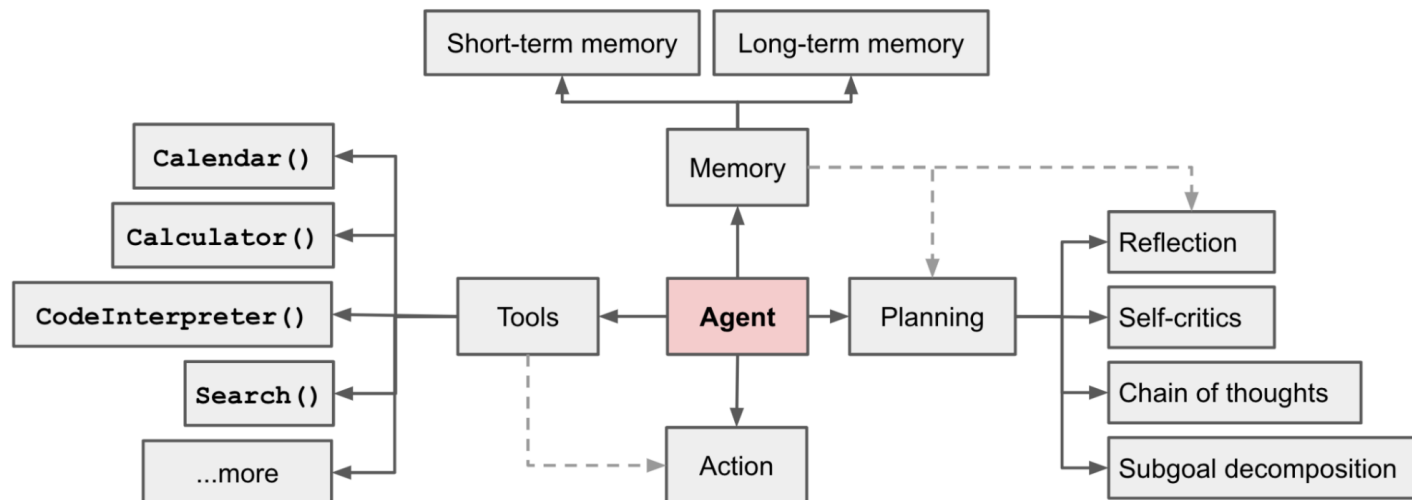 Short-term memory
Long-term memory
Calendar()
Memory
Calculator()
Reflection
CodeInterpreter()
Tools
Agent
Planning
Self-critics
Search()
Chain of thoughts
...more
Action
Subgoal decomposition